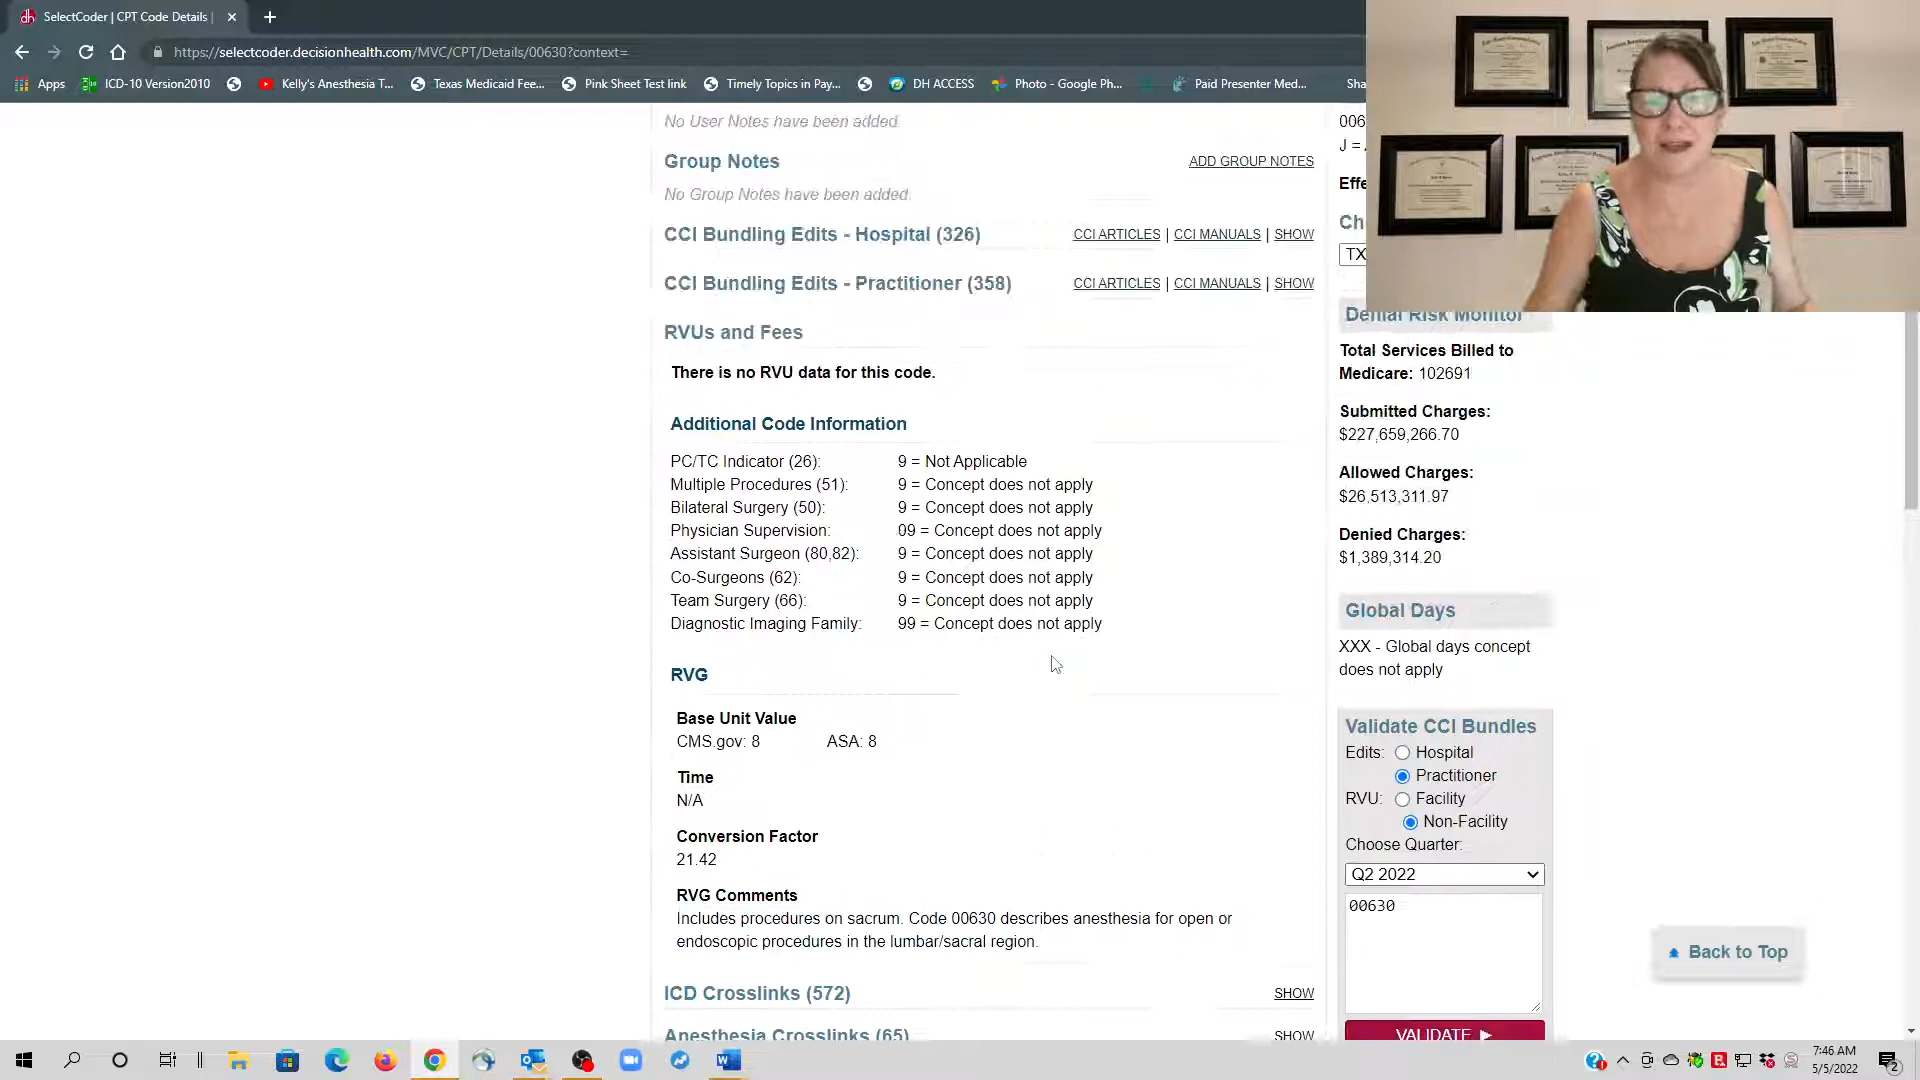 SelectCoder | CPT Code Details |
https://selectcoder.decisionhealth.com/MVC/CPT/Details/00630?context=
Apps ICD-10 Version2010 Kelly's Anesthesia T... Texas Medicaid Fee... Pink Sheet Test link Timely Topics in Pay... DH ACCESS Photo - Google Ph... Paid Presenter Med... Sha
No User Notes have been added
Group Notes ADD GROUP NOTES
No Group Notes have been added.
CCI Bundling Edits - Hospital (326) CCI ARTICLES | CCI MANUALS | SHOW
CCI Bundling Edits - Practitioner (358) CCI ARTICLES | CCI MANUALS | SHOW
RVUs and Fees
There is no RVU data for this code.
Additional Code Information
PC/TC Indicator (26): 9 = Not Applicable
Multiple Procedures (51): 9 = Concept does not apply
Bilateral Surgery (50): 9 = Concept does not apply
Physician Supervision: 09 = Concept does not apply
Assistant Surgeon (80,82): 9 = Concept does not apply
Co-Surgeons (62): 9 = Concept does not apply
Team Surgery (66): 9 = Concept does not apply
Diagnostic Imaging Family: 99 = Concept does not apply
RVG
Base Unit Value
CMS.gov: 8 ASA: 8
Time
N/A
Conversion Factor
21.42
RVG Comments
Includes procedures on sacrum. Code 00630 describes anesthesia for open or
endoscopic procedures in the lumbar/sacral region.
ICD Crosslinks (572) SHOW
Anesthesia Crosslinks (65) SHOW
006
J =
Effe
Ch
TX
Denial Risk Monitor
Total Services Billed to
Medicare: 102691
Submitted Charges:
$227,659,266.70
Allowed Charges:
$26,513,311.97
Denied Charges:
$1,389,314.20
Global Days
XXX - Global days concept
does not apply
Validate CCI Bundles
Edits: Hospital
Practitioner
RVU: Facility
Non-Facility
Choose Quarter:
Q2 2022
00630
VALIDATE
Back to Top
7:46 AM
5/5/2022
2